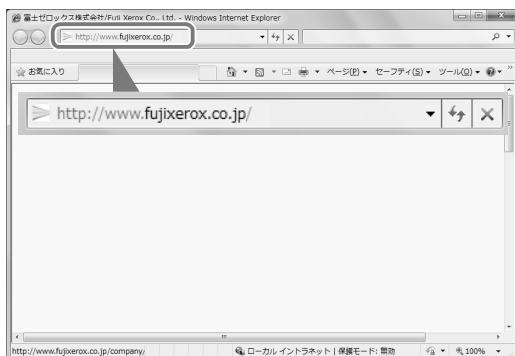 富士ゼロックス株式会社/Fuji Xerox Co., Ltd. - Windows Internet Explorer
http://www.fujixerox.co.jp/
お気に入り ページ(P) セーフティ(S) ツール(O)
http://www.fujixerox.co.jp/
http://www.fujixerox.co.jp/company/ ローカル イントラネット | 保護モード: 無効 100%